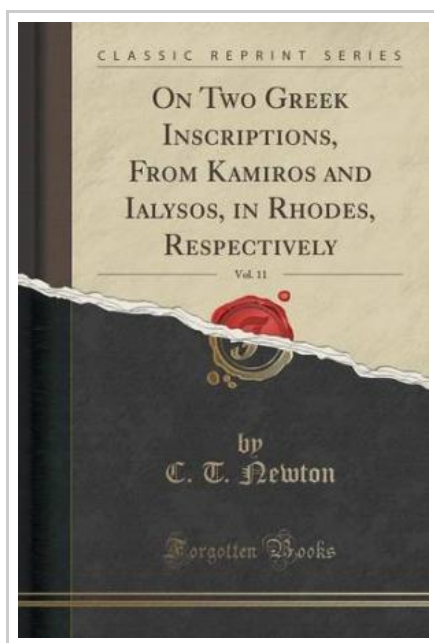 CLASSIC REPRINT SERIES
ON TWO GREEK
INSCRIPTIONS,
FROM KAMIROS AND
IALYSOS, IN RHODES,
RESPECTIVELY
Vol. 11
by
C. T. Newton
Forgotten Books